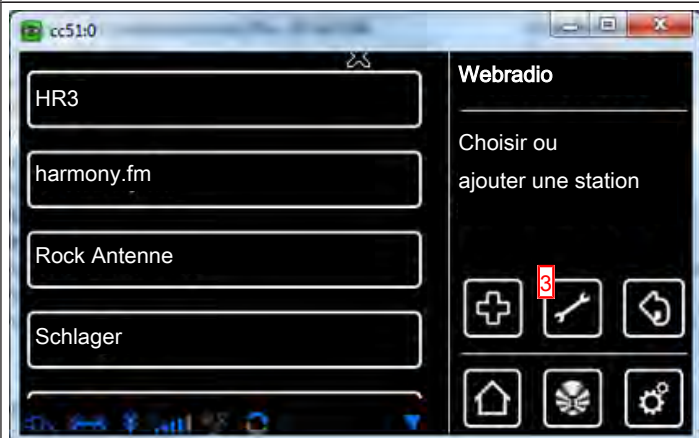 cc51:0
HR3
harmony.fm
Rock Antenne
Schlager
Webradio
Choisir ou
ajouter une station
3